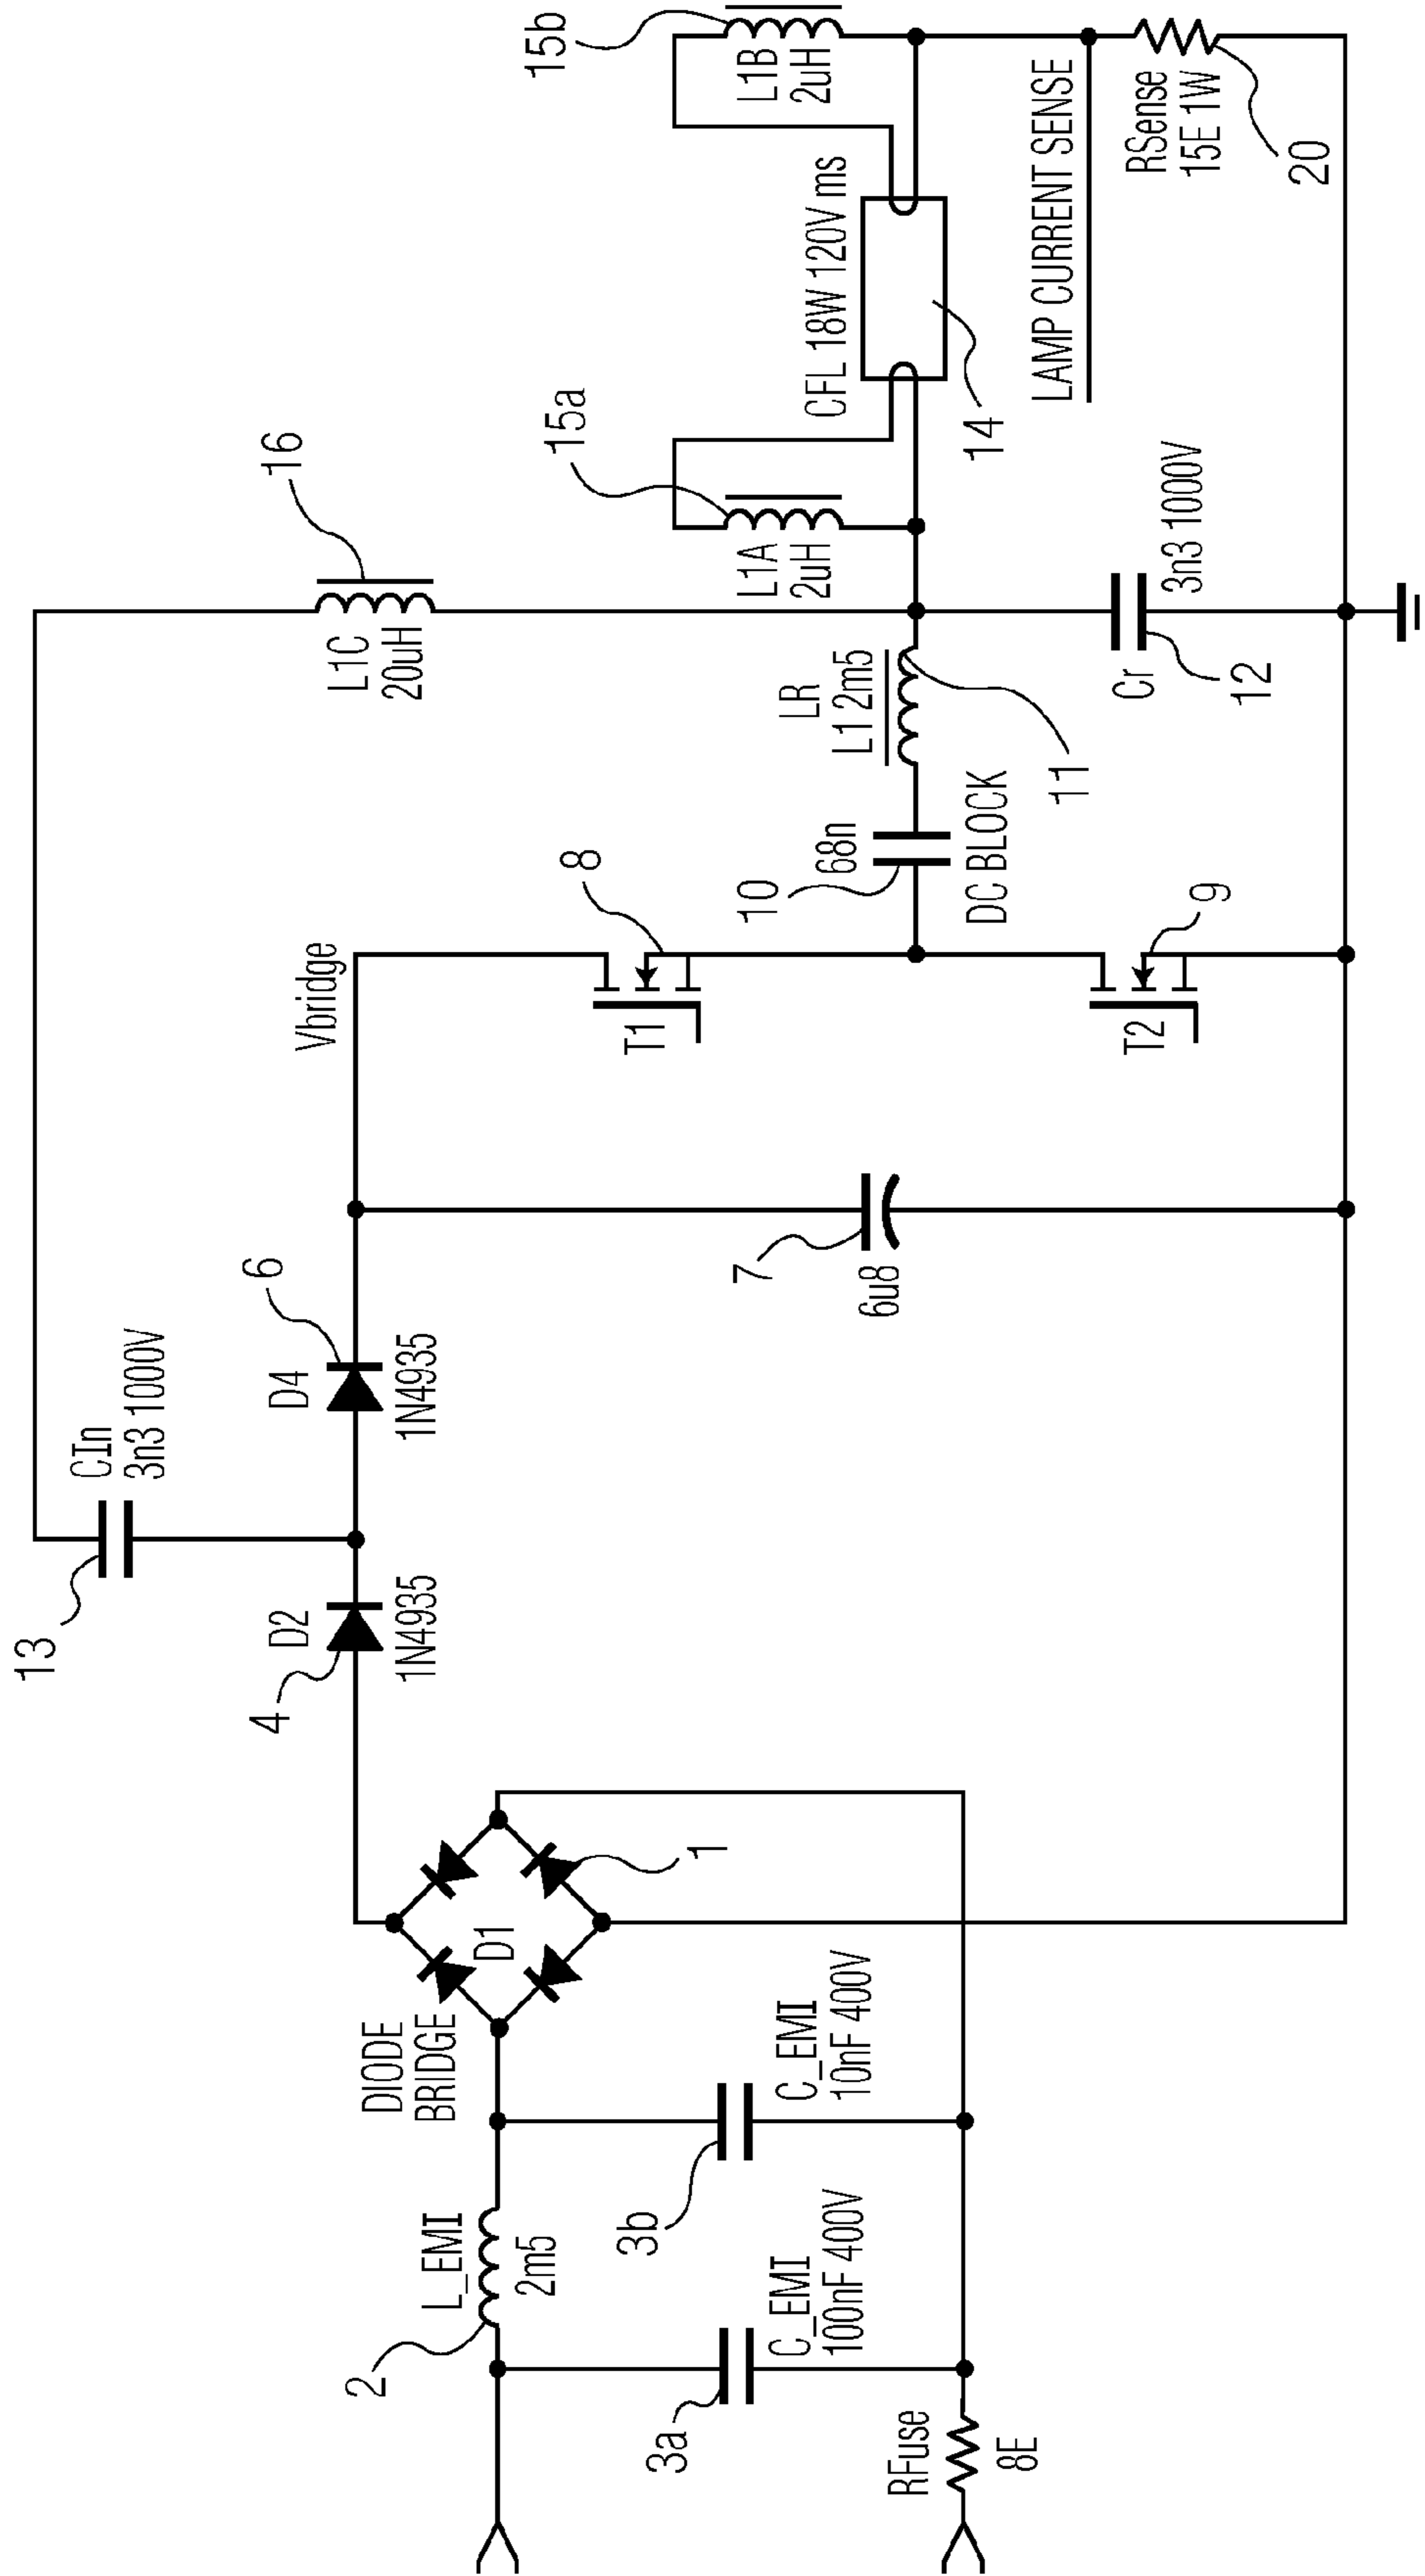 13
CIn
3n3 1000V
16
L1C
20uH
4
D2
1N4935
6
D4
1N4935
Vbridge
DIODE
BRIDGE
D1
1
L_EMI
2m5
2
3a
C_EMI
100nF 400V
3b
C_EMI
10nF 400V
RFuse
8E
7
6u8
T1
8
T2
9
10
68n
DC BLOCK
LR
L1 2m5
11
15a
L1A
2uH
15b
L1B
2uH
CFL 18W 120V ms
14
LAMP CURRENT SENSE
Cr
3n3 1000V
12
RSense
15E 1W
20